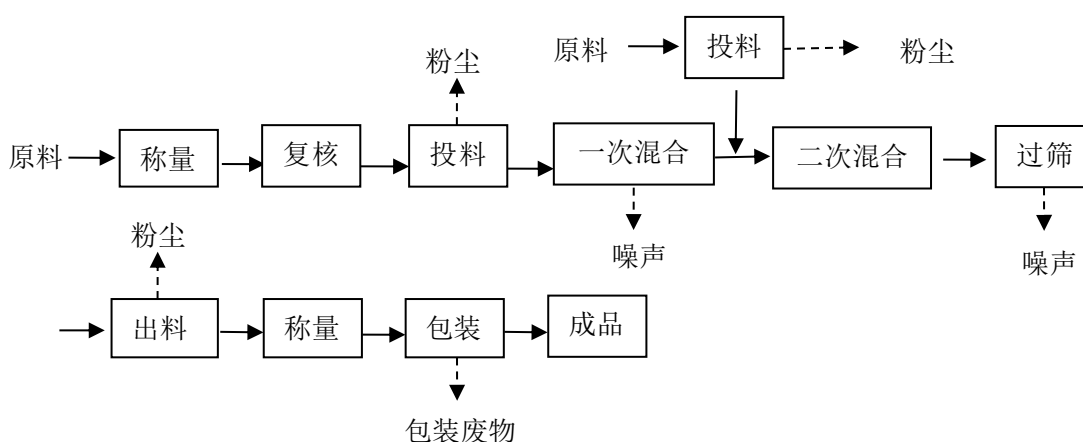 原料 投料 粉尘
粉尘
原料 称量 复核 投料 一次混合 二次混合 过筛
噪声 噪声
粉尘
出料 称量 包装 成品
包装废物